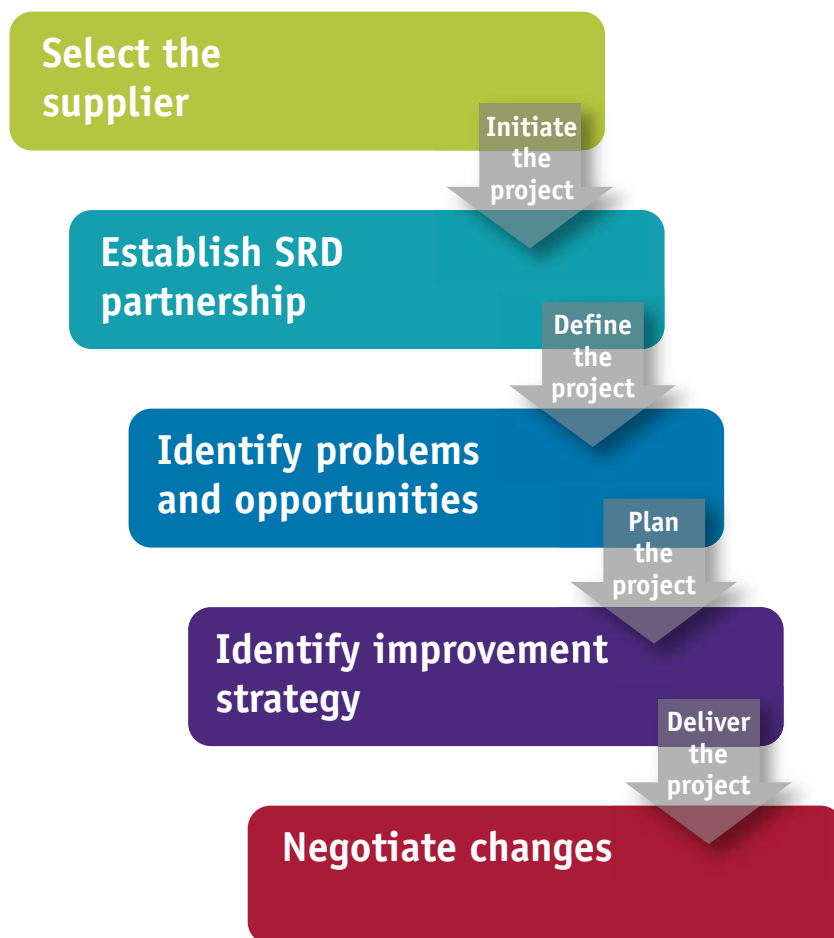 Select the
supplier
Initiate
the
project
Establish SRD
partnership
Define
the
project
Identify problems
and opportunities
Plan
the
project
Identify improvement
strategy
Deliver
the
project
Negotiate changes